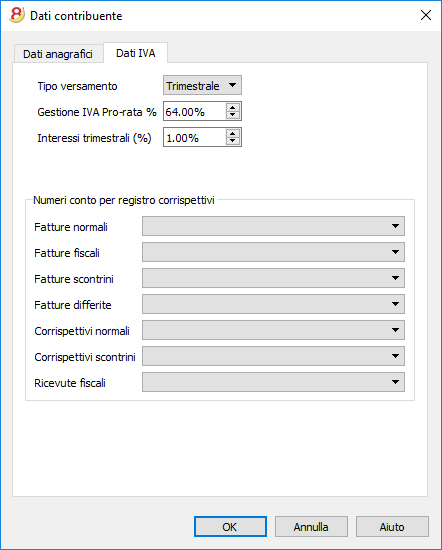 Dati contribuente
Dati anagrafici
Dati IVA
Tipo versamento Trimestrale
Gestione IVA Pro-rata % 64.00%
Interessi trimestrali (%) 1.00%
Numeri conto per registro corrispettivi
Fatture normali
Fatture fiscali
Fatture scontrini
Fatture differite
Corrispettivi normali
Corrispettivi scontrini
Ricevute fiscali
OK Annulla Aiuto